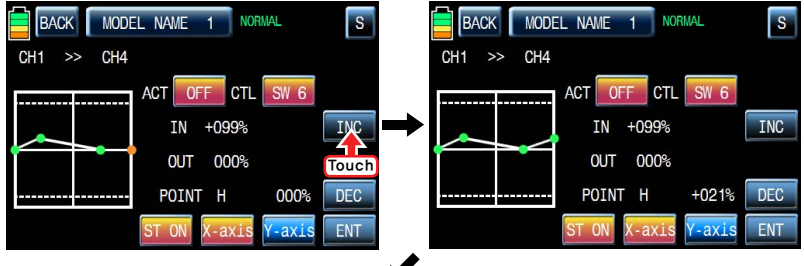 BACK MODEL NAME 1 NORMAL S
CH1 >> CH4
ACT OFF CTL SW 6
IN +099% INC
OUT 000% Touch
POINT H 000% DEC
ST ON X-axis Y-axis ENT
BACK MODEL NAME 1 NORMAL S
CH1 >> CH4
ACT OFF CTL SW 6
IN +099% INC
OUT 000%
POINT H +021% DEC
ST ON X-axis Y-axis ENT